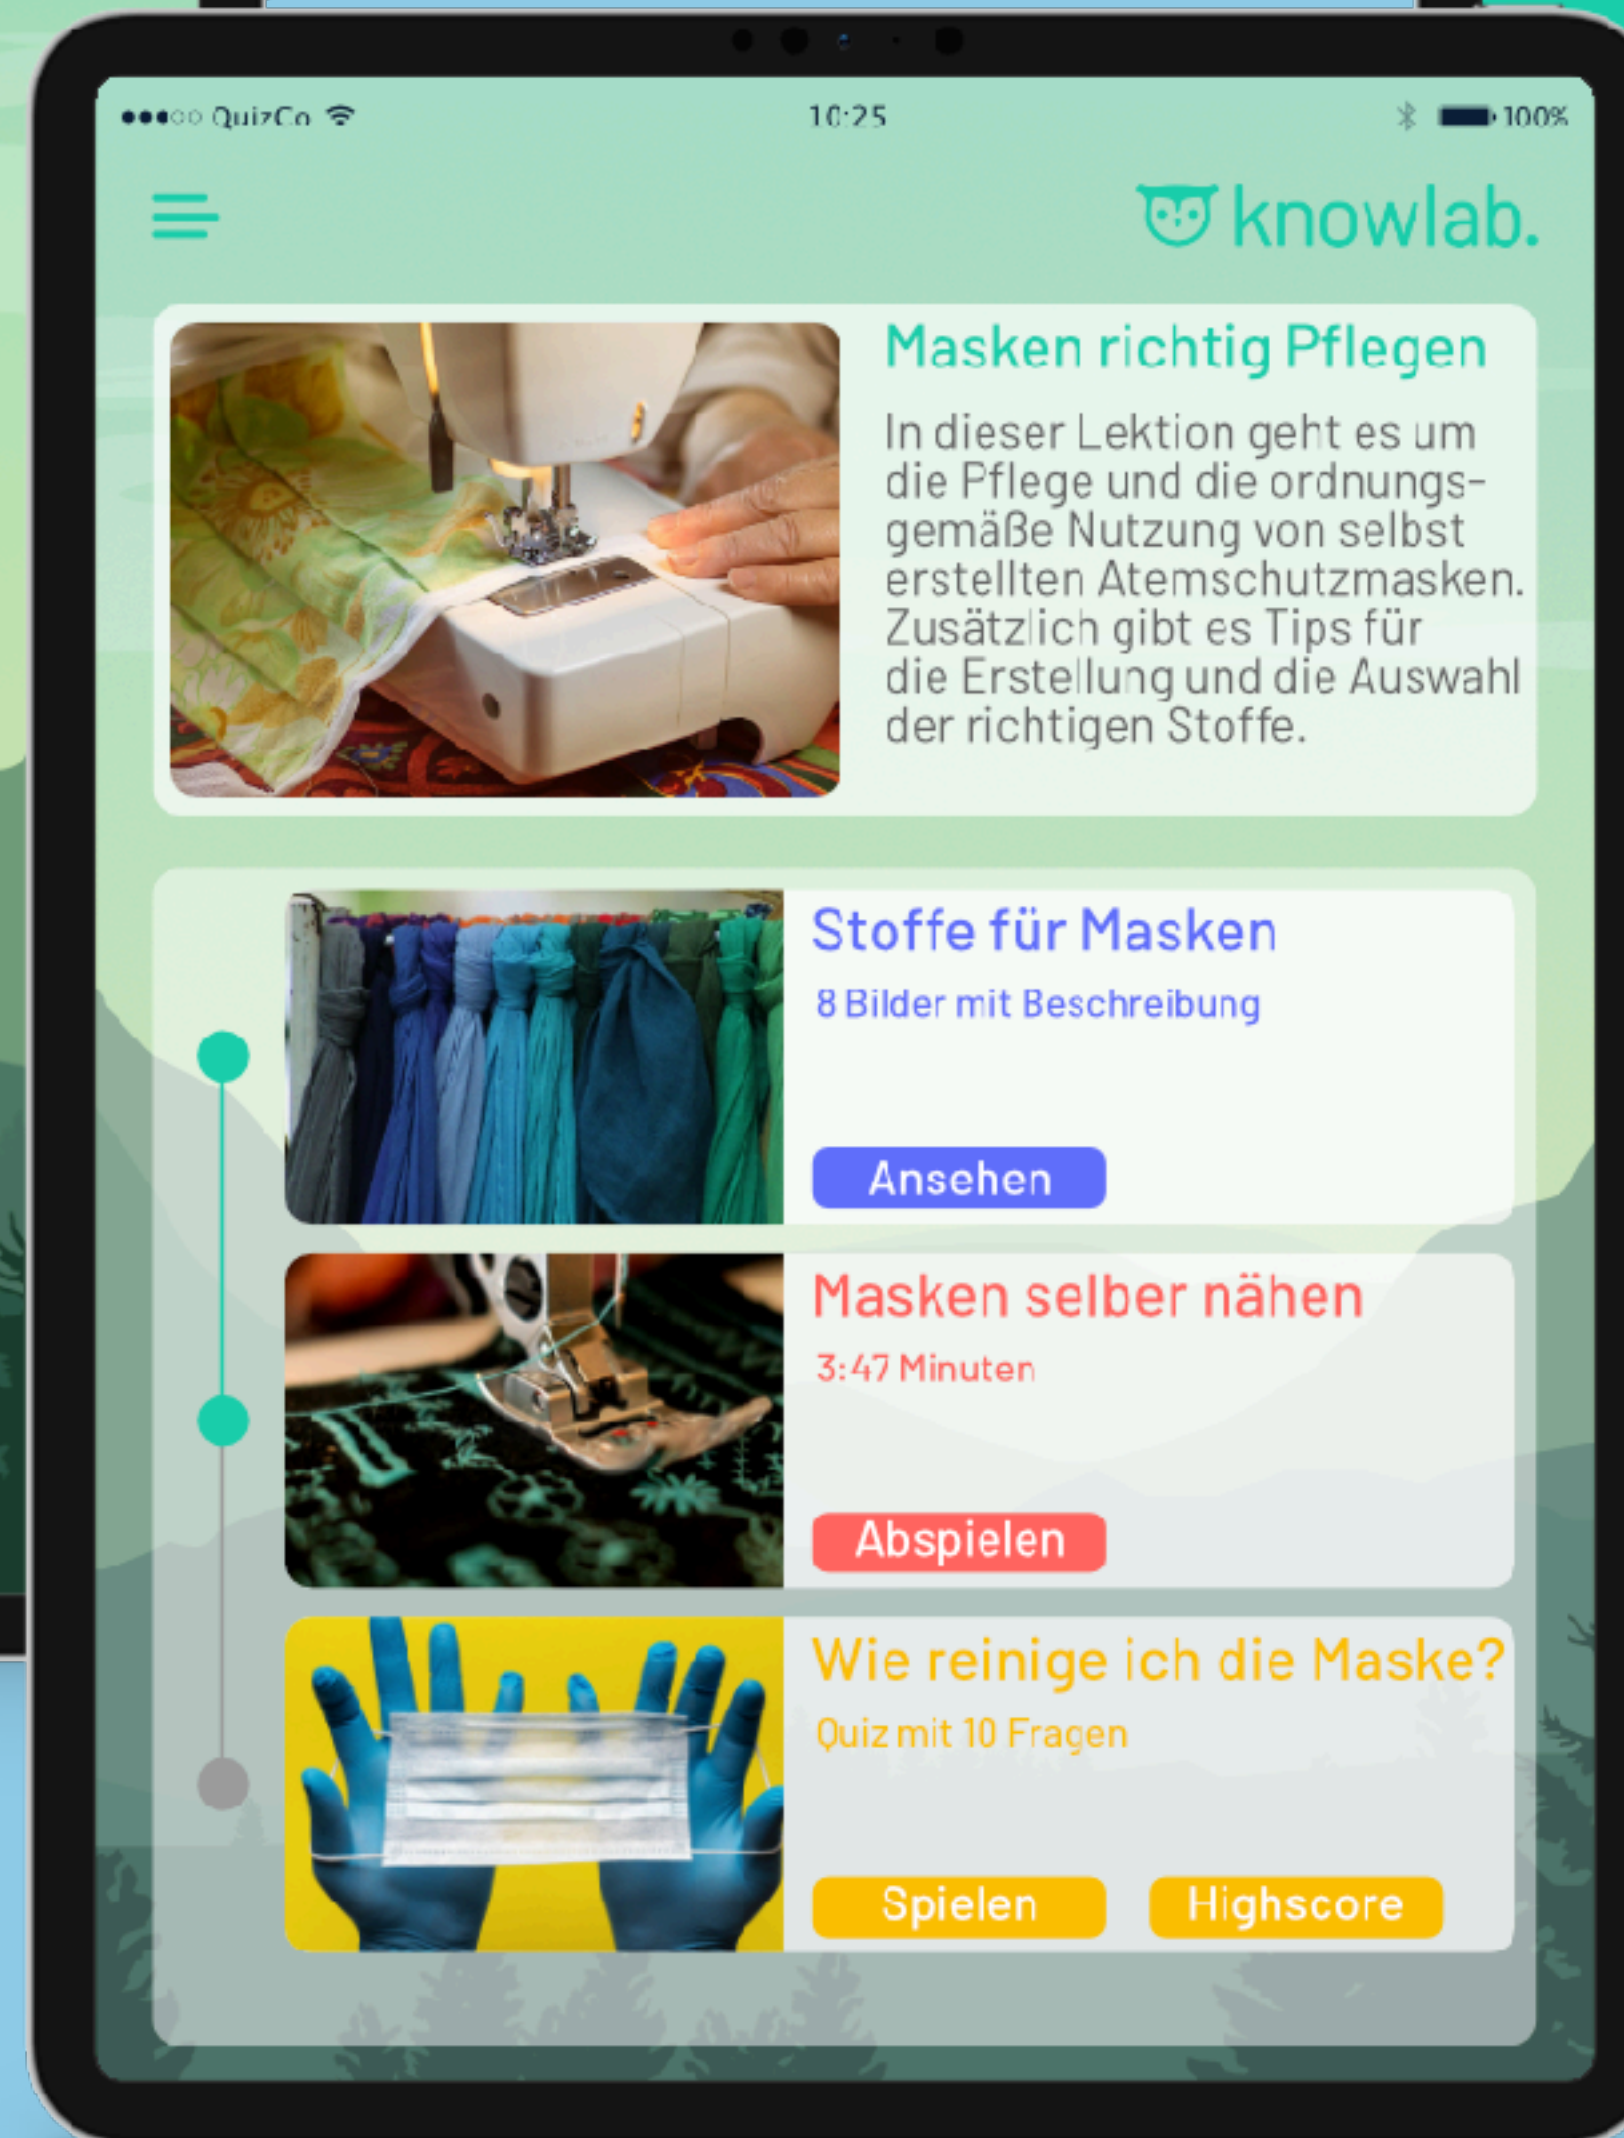 QuizCo
10:25
100%
knowlab.
Masken richtig Pflegen
In dieser Lektion geht es um
die Pflege und die ordnungs-
gemäße Nutzung von selbst
erstellten Atemschutzmasken.
Zusätzlich gibt es Tips für
die Erstellung und die Auswahl
der richtigen Stoffe.
Stoffe für Masken
8 Bilder mit Beschreibung
Ansehen
Masken selber nähen
3:47 Minuten
Abspielen
Wie reinige ich die Maske?
Quiz mit 10 Fragen
Spielen
Highscore